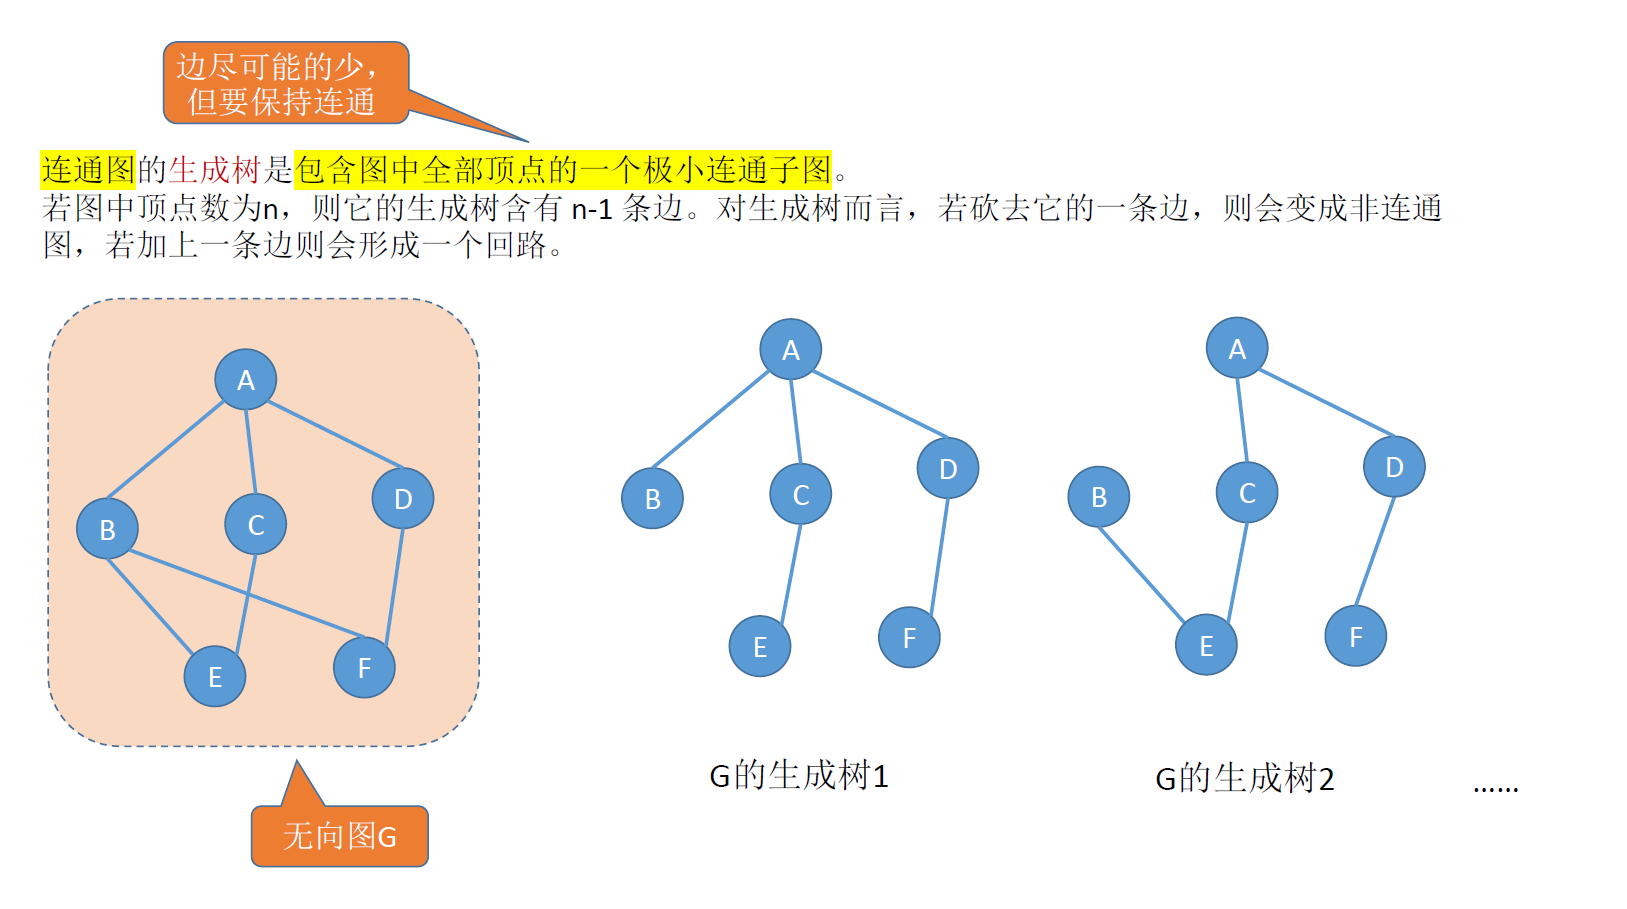 边尽可能的少，
但要保持连通
连通图的生成树是包含图中全部顶点的一个极小连通子图。
若图中顶点数为n，则它的生成树含有 n-1 条边。对生成树而言，若砍去它的一条边，则会变成非连通
图，若加上一条边则会形成一个回路。
A
B
C
D
E
F
无向图G
A
B
C
D
E
F
G的生成树1
A
B
C
D
E
F
G的生成树2
……